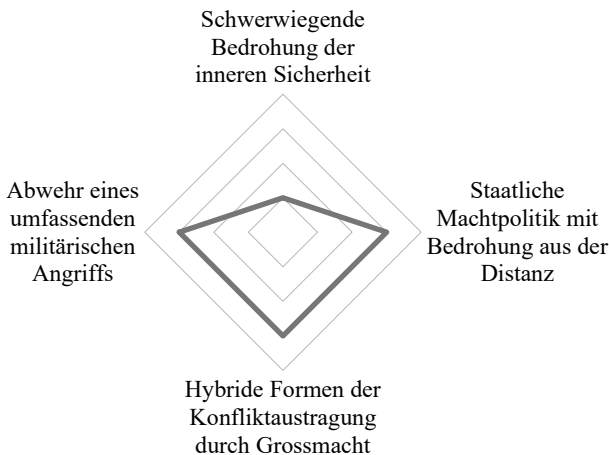 Schwerwiegende
Bedrohung der
inneren Sicherheit
Abwehr eines
umfassenden
militärischen
Angriffs
Staatliche
Machtpolitik mit
Bedrohung aus der
Distanz
Hybride Formen der
Konfliktaustragung
durch Grossmacht